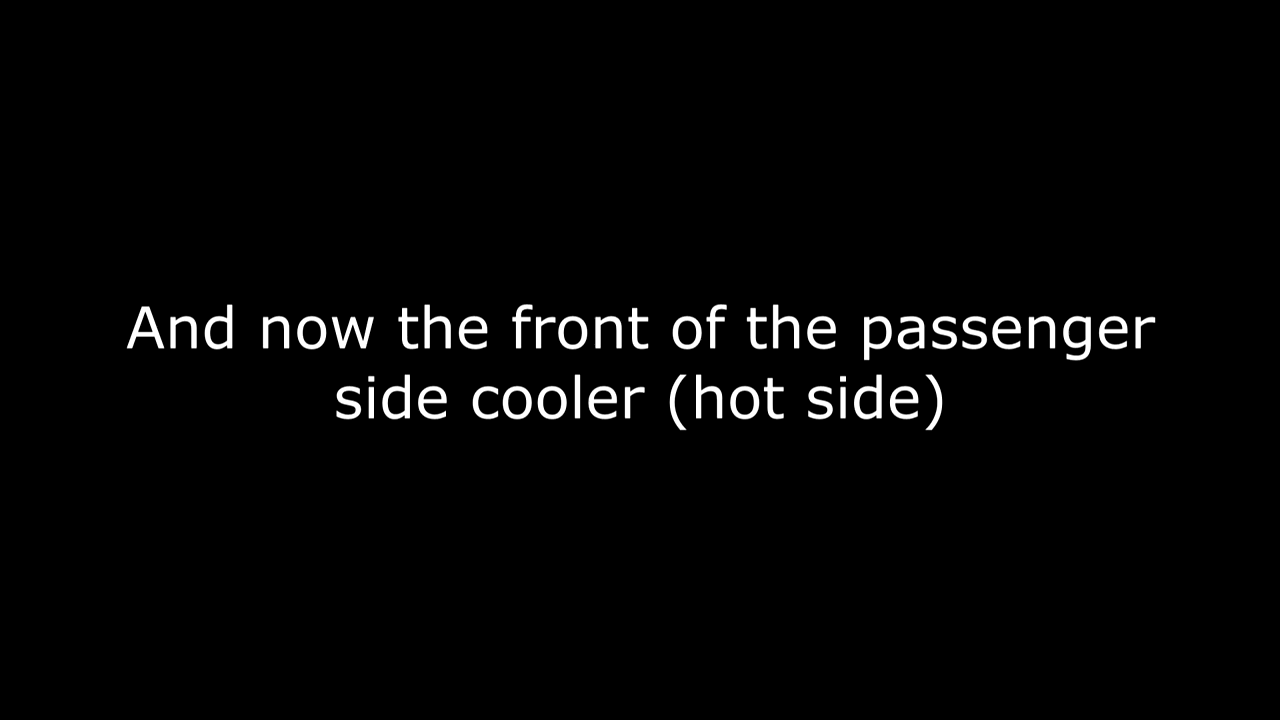 And now the front of the passenger
side cooler (hot side)